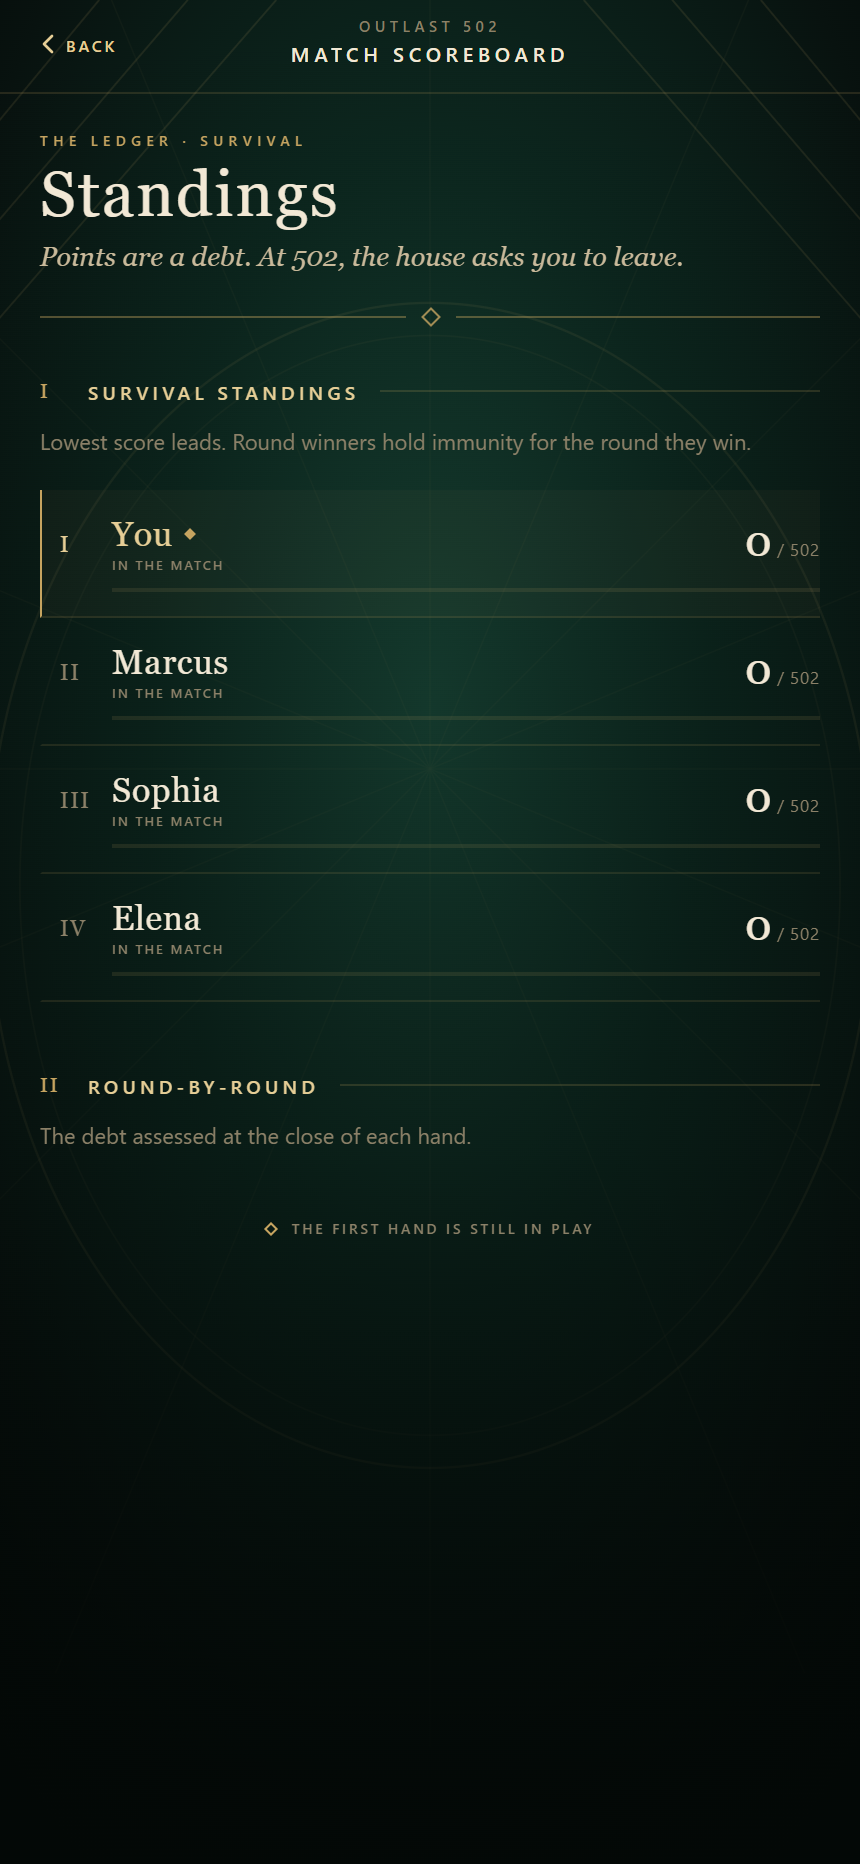 OUTLAST 502
BACK
MATCH SCOREBOARD
THE LEDGER · SURVIVAL
Standings
Points are a debt. At 502, the house asks you to leave.
I SURVIVAL STANDINGS
Lowest score leads. Round winners hold immunity for the round they win.
I You 0 / 502
IN THE MATCH
II Marcus 0 / 502
IN THE MATCH
III Sophia 0 / 502
IN THE MATCH
IV Elena 0 / 502
IN THE MATCH
II ROUND-BY-ROUND
The debt assessed at the close of each hand.
THE FIRST HAND IS STILL IN PLAY